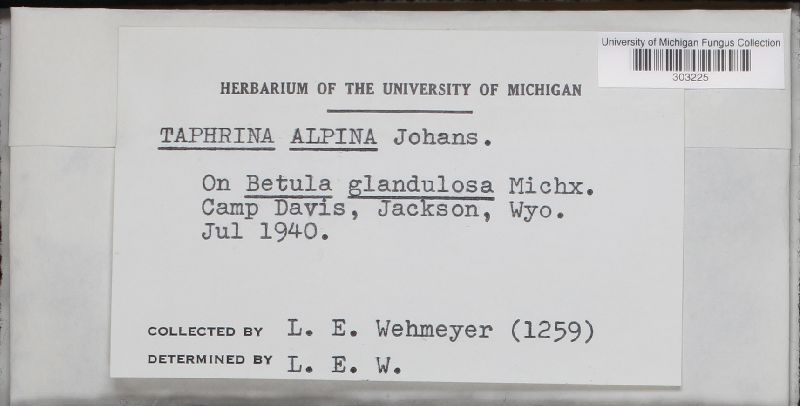 University of Michigan Fungus Collection
303225
HERBARIUM OF THE UNIVERSITY OF MICHIGAN
TAPHRINA ALPINA Johans.
On Betula glandulosa Michx.
Camp Davis, Jackson, Wyo.
Jul 1940.
COLLECTED BY L. E. Wehmeyer (1259)
DETERMINED BY L. E. W.